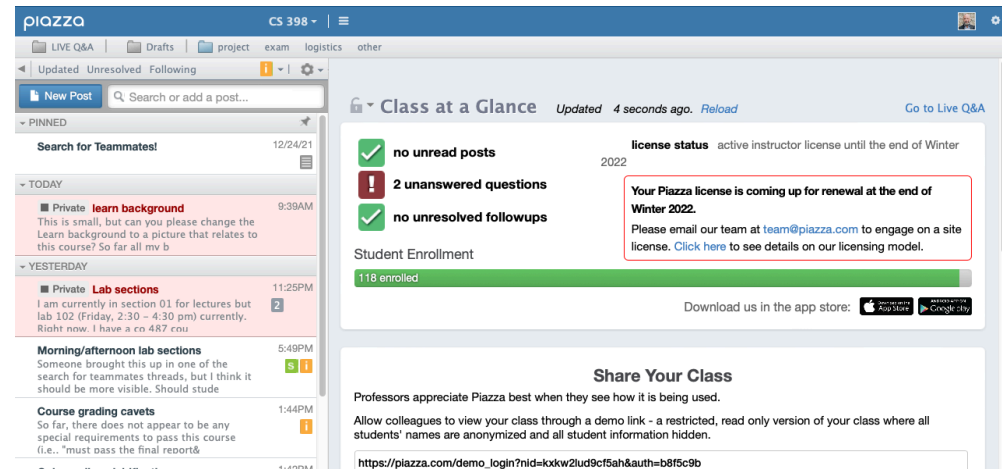 piazza CS 398
LIVE Q&A Drafts project exam logistics other
Updated Unresolved Following i
New Post Search or add a post...
PINNED
Search for Teammates! 12/24/21
TODAY
Private learn background 9:39AM
This is small, but can you please change the
Learn background to a picture that relates to
this course? So far all my b
YESTERDAY
Private Lab sections 11:25PM
I am currently in section 01 for lectures but 2
lab 102 (Friday, 2:30 - 4:30 pm) currently.
Right now, I have a co 487 cou
Morning/afternoon lab sections 5:49PM
Someone brought this up in one of the s i
search for teammates threads, but I think it
should be more visible. Should stude
Course grading cavets 1:44PM
So far, there does not appear to be any i
special requirements to pass this course
(i.e., "must pass the final report&
1:42PM
Class at a Glance Updated 4 seconds ago. Reload Go to Live Q&A
no unread posts
! 2 unanswered questions
no unresolved followups
license status active instructor license until the end of Winter
2022
Your Piazza license is coming up for renewal at the end of
Winter 2022.
Please email our team at team@piazza.com to engage on a site
license. Click here to see details on our licensing model.
Student Enrollment
118 enrolled
Download us in the app store: App Store Google play
Share Your Class
Professors appreciate Piazza best when they see how it is being used.
Allow colleagues to view your class through a demo link - a restricted, read only version of your class where all
students' names are anonymized and all student information hidden.
https://piazza.com/demo_login?nid=kxkw2lud9cf5ah&auth=b8f5c9b